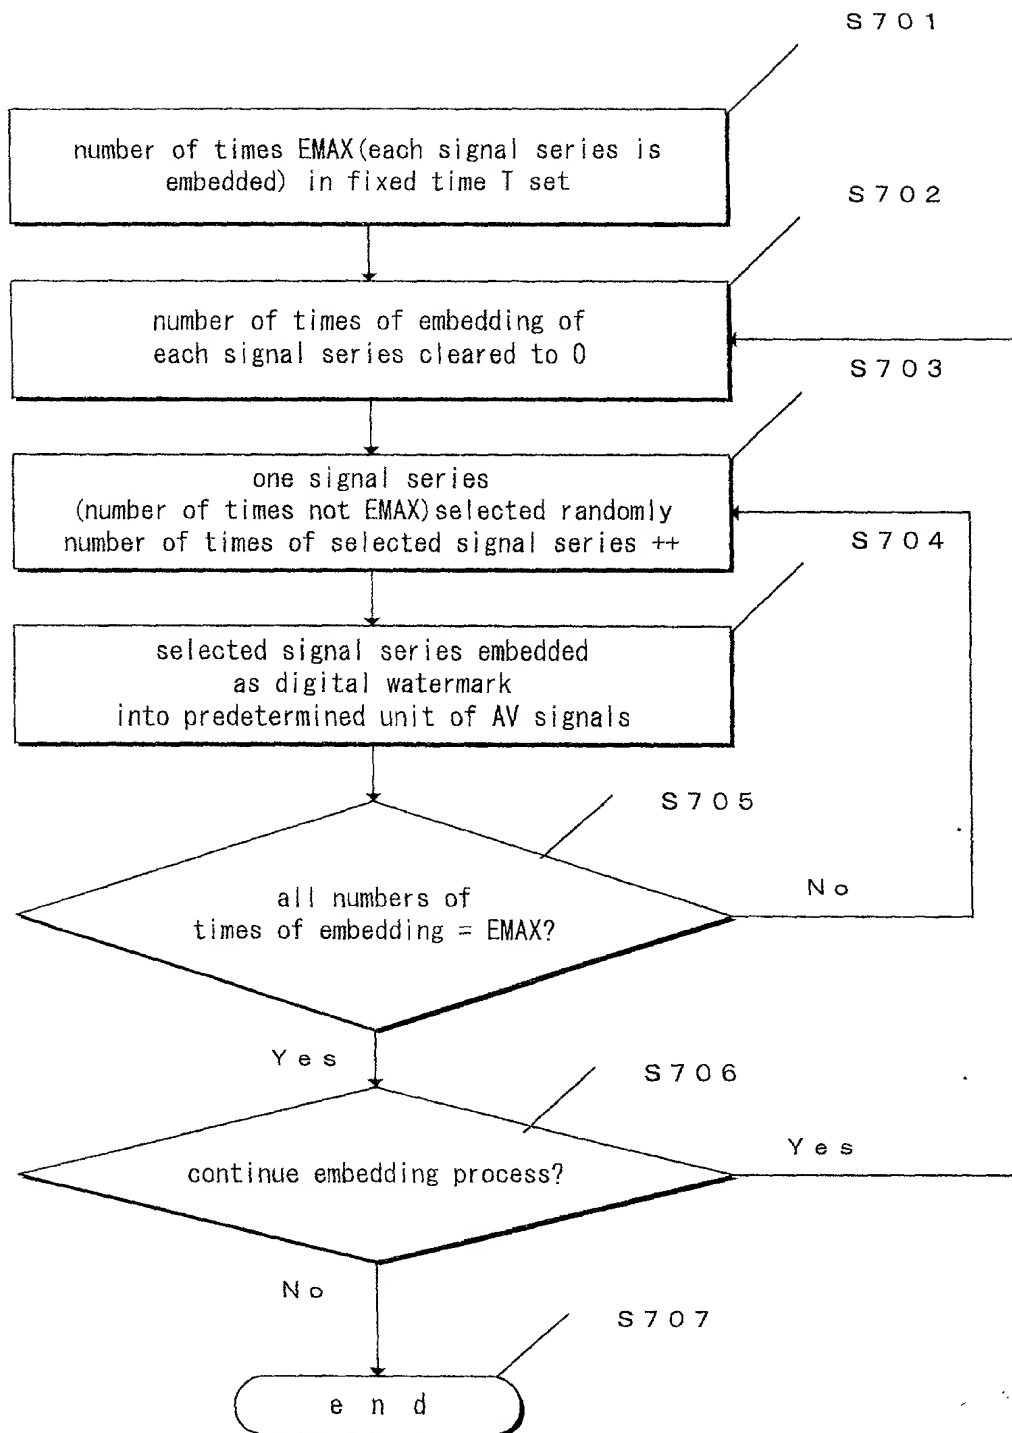 S701
number of times EMAX(each signal series is
embedded) in fixed time T set
S702
number of times of embedding of
each signal series cleared to 0
S703
one signal series
(number of times not EMAX)selected randomly
number of times of selected signal series ++
S704
selected signal series embedded
as digital watermark
into predetermined unit of AV signals
S705
all numbers of
times of embedding = EMAX?
No
Yes
S706
continue embedding process?
Yes
No
S707
end